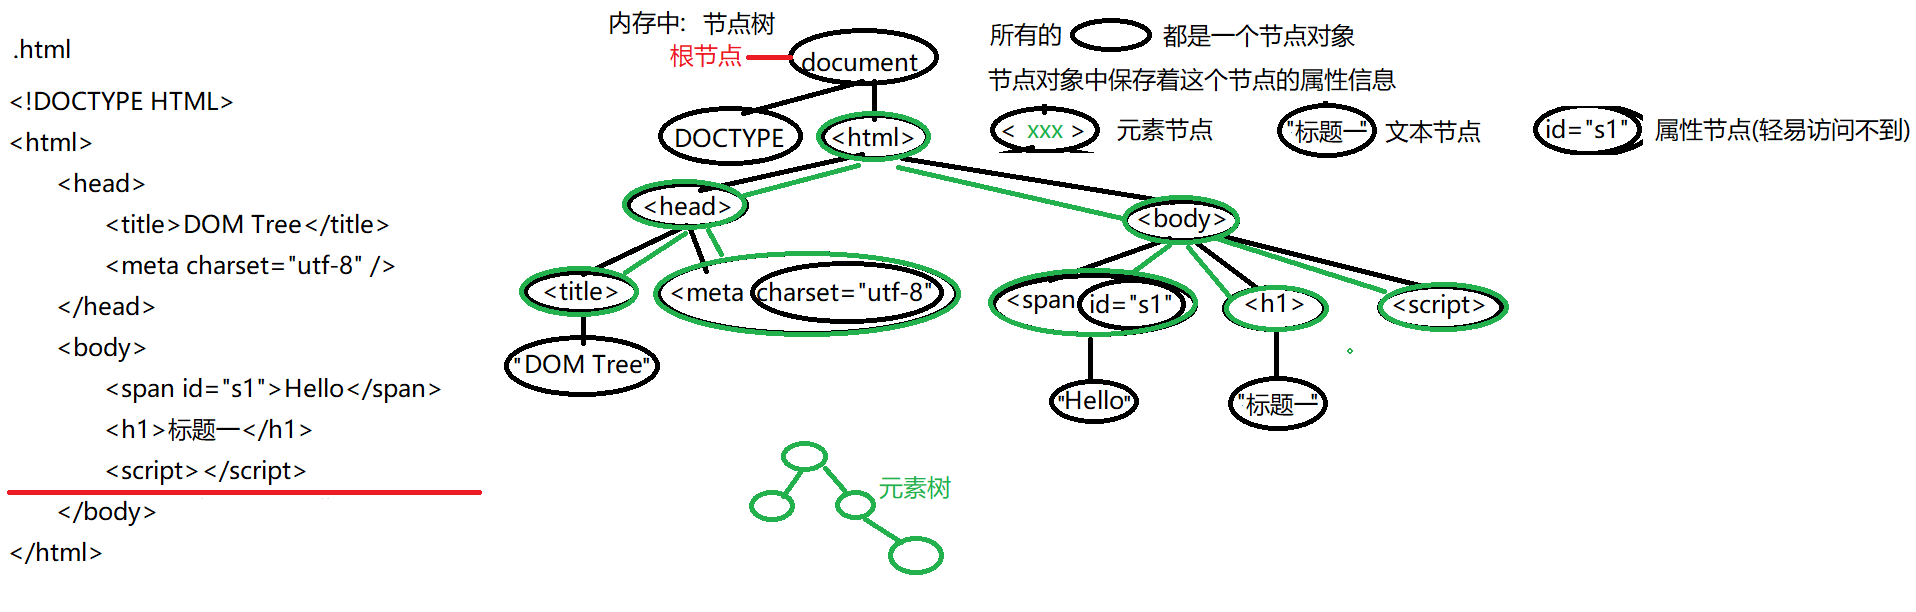 .html
<!DOCTYPE HTML>
<html>
<head>
<title>DOM Tree</title>
<meta charset="utf-8" />
</head>
<body>
<span id="s1">Hello</span>
<h1>标题一</h1>
<script></script>
</body>
</html>
内存中: 节点树
根节点
document
DOCTYPE
<html>
<head>
<body>
<title>
<meta charset="utf-8"
<span id="s1"
<h1>
<script>
"DOM Tree"
"Hello"
"标题一"
元素树
所有的 都是一个节点对象
节点对象中保存着这个节点的属性信息
< xxx > 元素节点
"标题一" 文本节点
id="s1" 属性节点(轻易访问不到)